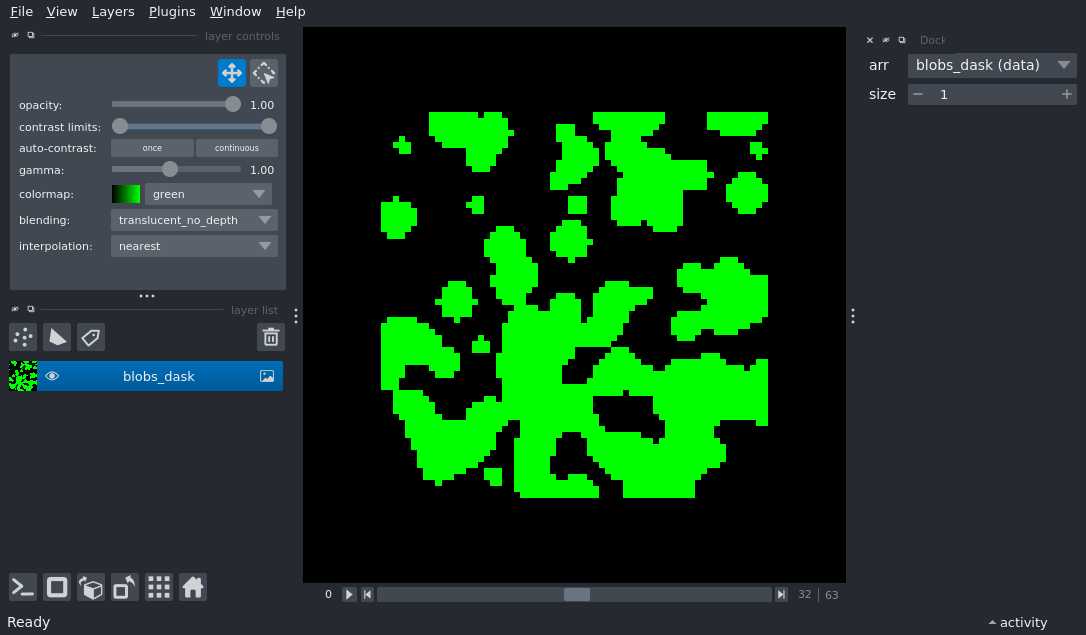 File View Layers Plugins Window Help
layer controls
opacity: 1.00
contrast limits:
auto-contrast: once continuous
gamma: 1.00
colormap: green
blending: translucent_no_depth
interpolation: nearest
layer list
blobs_dask
Dock
arr blobs_dask (data)
size 1
0 32 63
Ready
activity